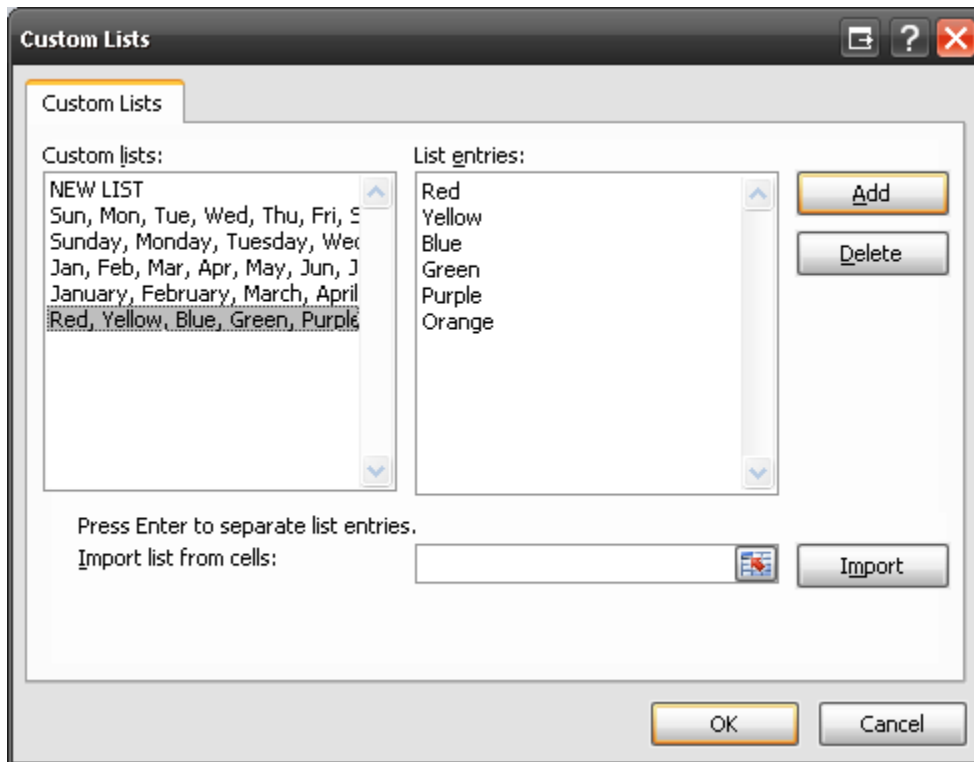 Custom Lists
Custom Lists
Custom lists:
NEW LIST
Sun, Mon, Tue, Wed, Thu, Fri, S
Sunday, Monday, Tuesday, Wed
Jan, Feb, Mar, Apr, May, Jun, J
January, February, March, April
Red, Yellow, Blue, Green, Purple
List entries:
Red
Yellow
Blue
Green
Purple
Orange
Add
Delete
Press Enter to separate list entries.
Import list from cells:
Import
OK
Cancel